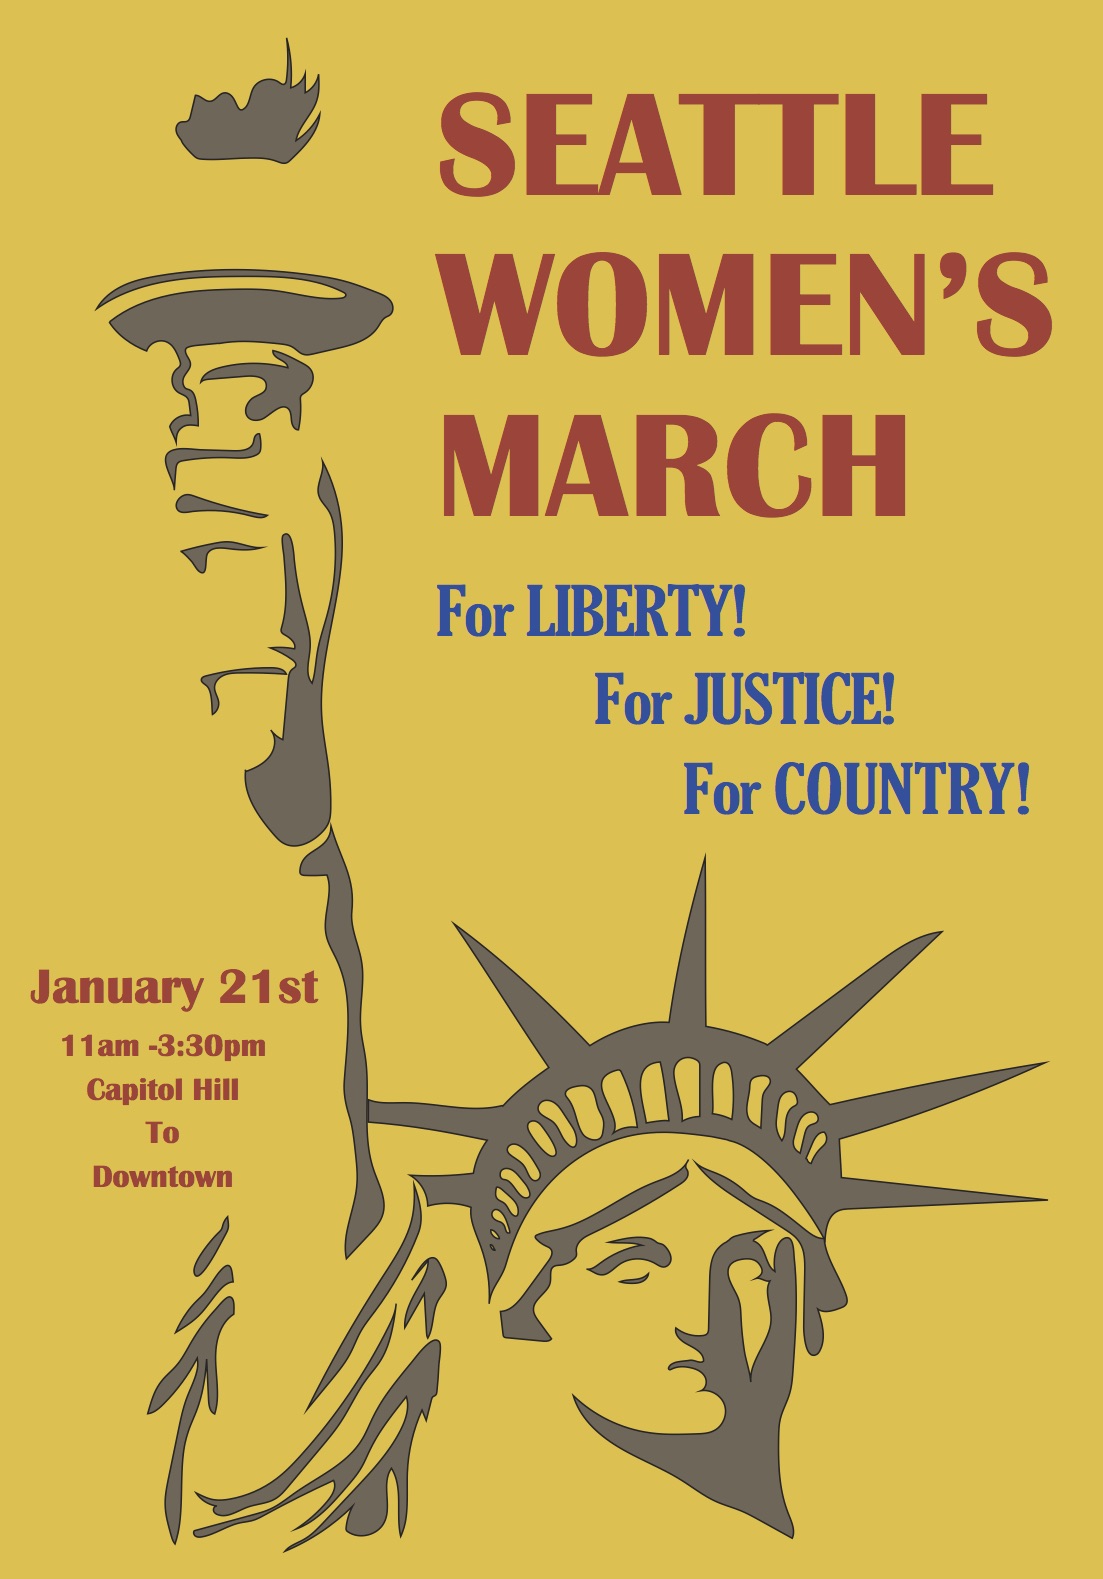 SEATTLE
WOMEN’S
MARCH
For LIBERTY!
For JUSTICE!
For COUNTRY!
January 21st
11am -3:30pm
Capitol Hill
To
Downtown